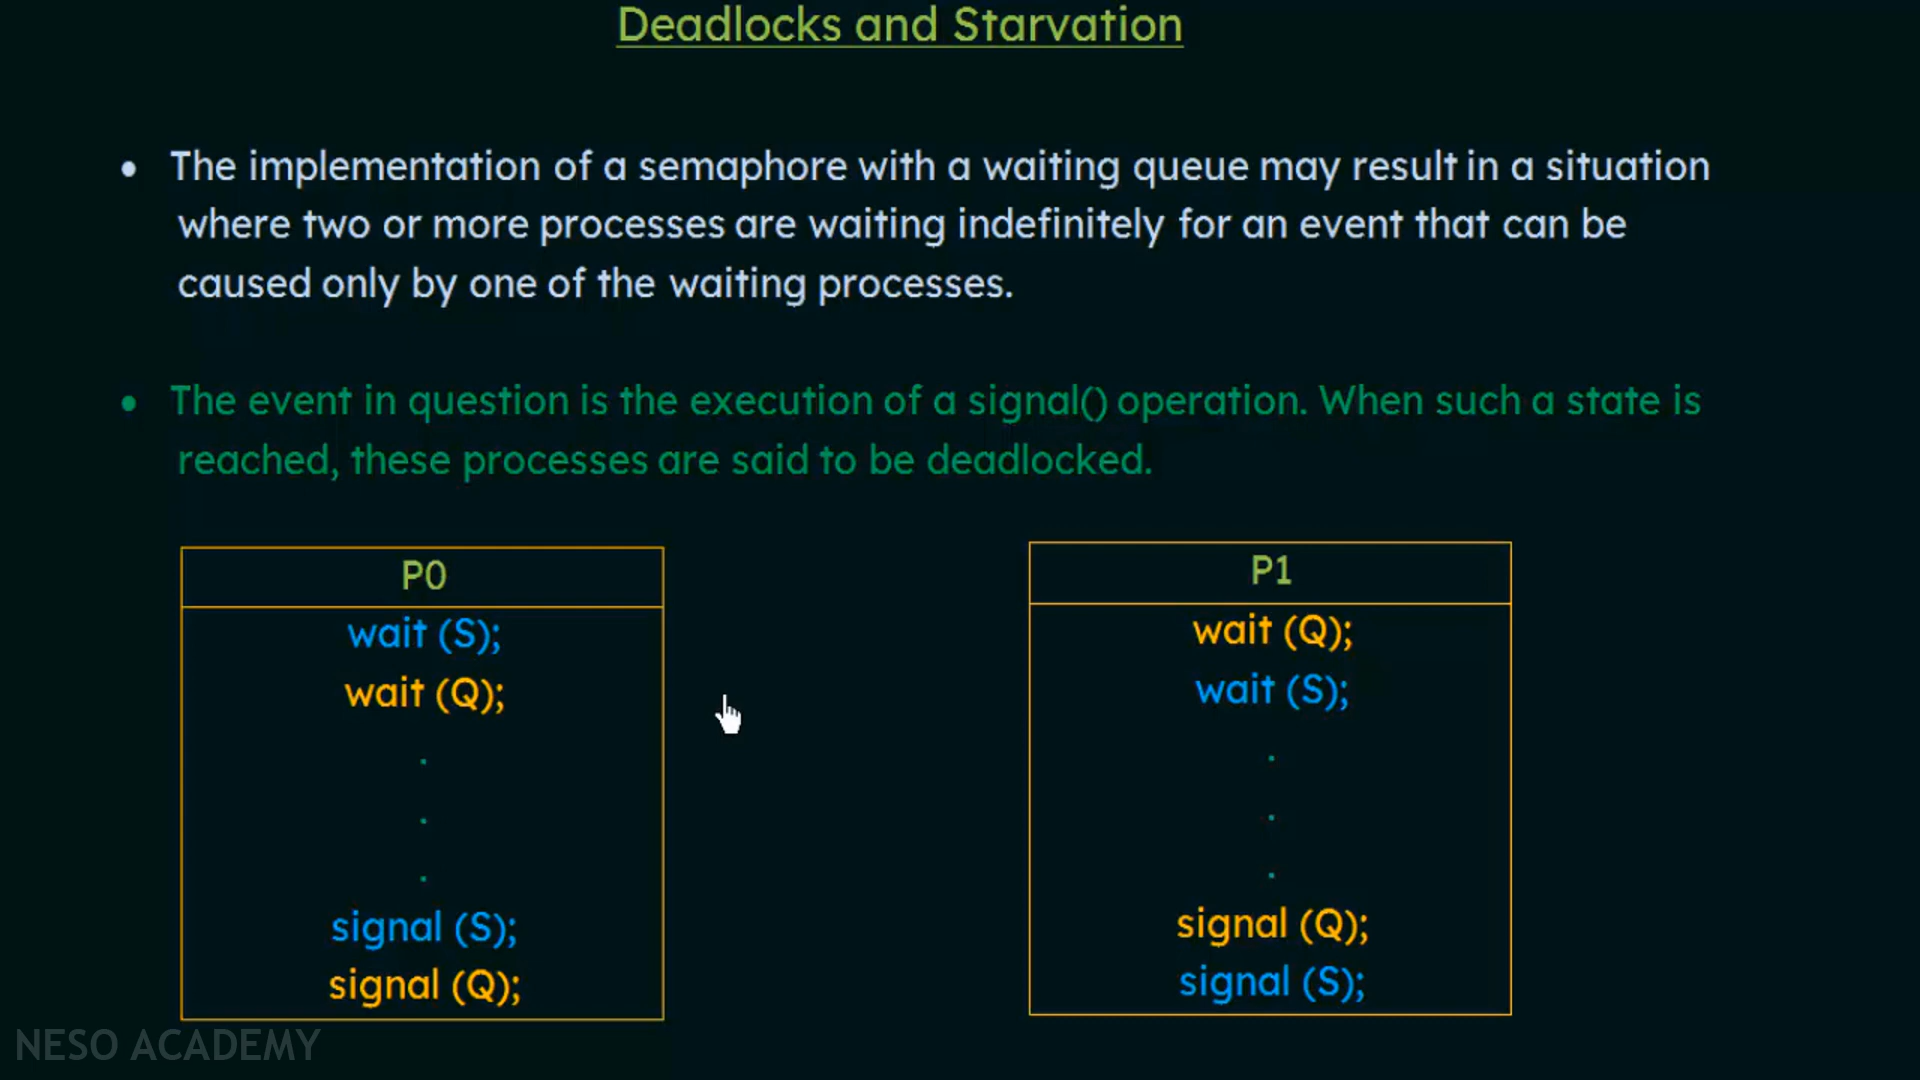 Deadlocks and Starvation
• The implementation of a semaphore with a waiting queue may result in a situation
where two or more processes are waiting indefinitely for an event that can be
caused only by one of the waiting processes.
• The event in question is the execution of a signal() operation. When such a state is
reached, these processes are said to be deadlocked.
P0
wait (S);
wait (Q);
.
.
.
signal (S);
signal (Q);
P1
wait (Q);
wait (S);
.
.
.
signal (Q);
signal (S);
NESO ACADEMY